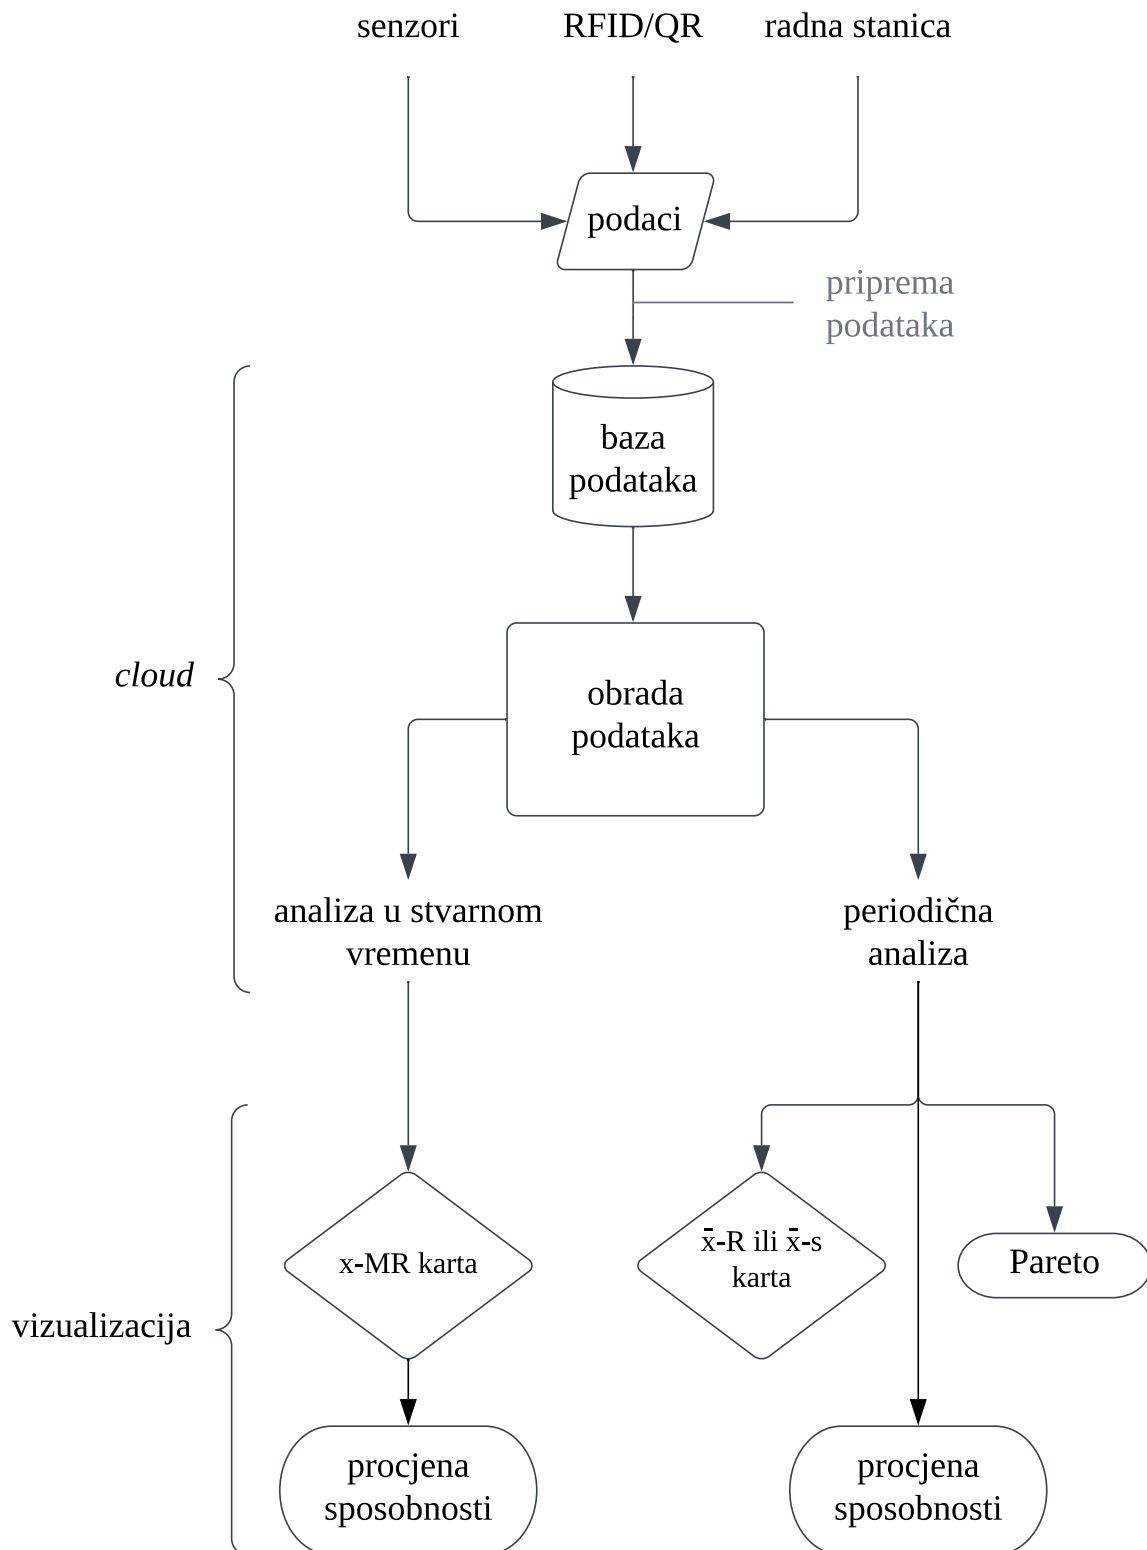 senzori
RFID/QR
radna stanica
podaci
priprema
podataka
baza
podataka
cloud
obrada
podataka
analiza u stvarnom
vremenu
periodična
analiza
vizualizacija
x-MR karta
x̄-R ili x̄-s
karta
Pareto
procjena
sposobnosti
procjena
sposobnosti